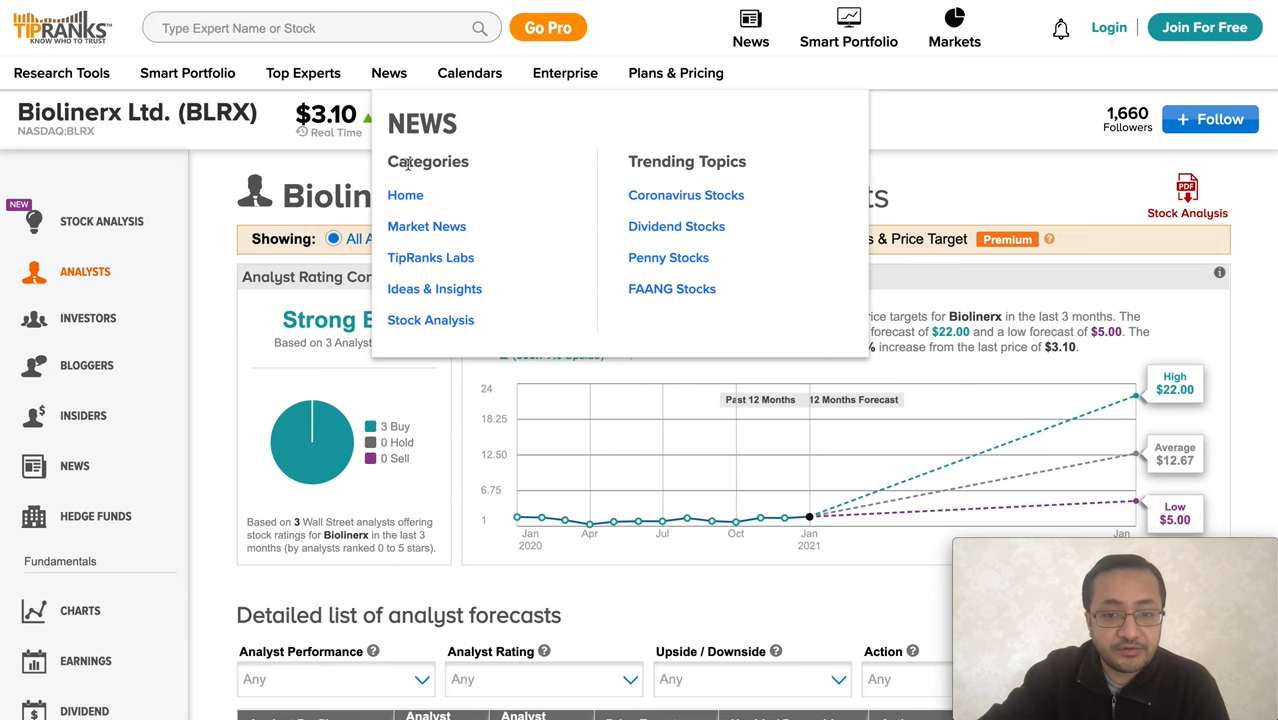 TIPRANKS™
KNOW WHO TO TRUST
Type Expert Name or Stock
Go Pro
News
Smart Portfolio
Markets
Login
Join For Free
Research Tools
Smart Portfolio
Top Experts
News
Calendars
Enterprise
Plans & Pricing
Biolinerx Ltd. (BLRX)
NASDAQ:BLRX
$3.10
Real Time
1,660
Followers
+ Follow
NEWS
Categories
Home
Market News
TipRanks Labs
Ideas & Insights
Stock Analysis
Trending Topics
Coronavirus Stocks
Dividend Stocks
Penny Stocks
FAANG Stocks
NEW
STOCK ANALYSIS
ANALYSTS
INVESTORS
BLOGGERS
INSIDERS
NEWS
HEDGE FUNDS
Fundamentals
CHARTS
EARNINGS
DIVIDEND
Biolin
ts
PDF
Stock Analysis
Showing:
All A
s & Price Target
Premium
Analyst Rating Con
Strong B
Based on 3 Analyst
3 Buy
0 Hold
0 Sell
Based on 3 Wall Street analysts offering
stock ratings for Biolinerx in the last 3
months (by analysts ranked 0 to 5 stars).
ice targets for Biolinerx in the last 3 months. The
forecast of $22.00 and a low forecast of $5.00. The
% increase from the last price of $3.10.
Past 12 Months
12 Months Forecast
24
18.25
12.50
6.75
1
Jan
2020
Apr
Jul
Oct
Jan
2021
Jan
High
$22.00
Average
$12.67
Low
$5.00
Detailed list of analyst forecasts
Analyst Performance
Any
Analyst Rating
Any
Upside / Downside
Any
Action
Any
Analyst
Analyst